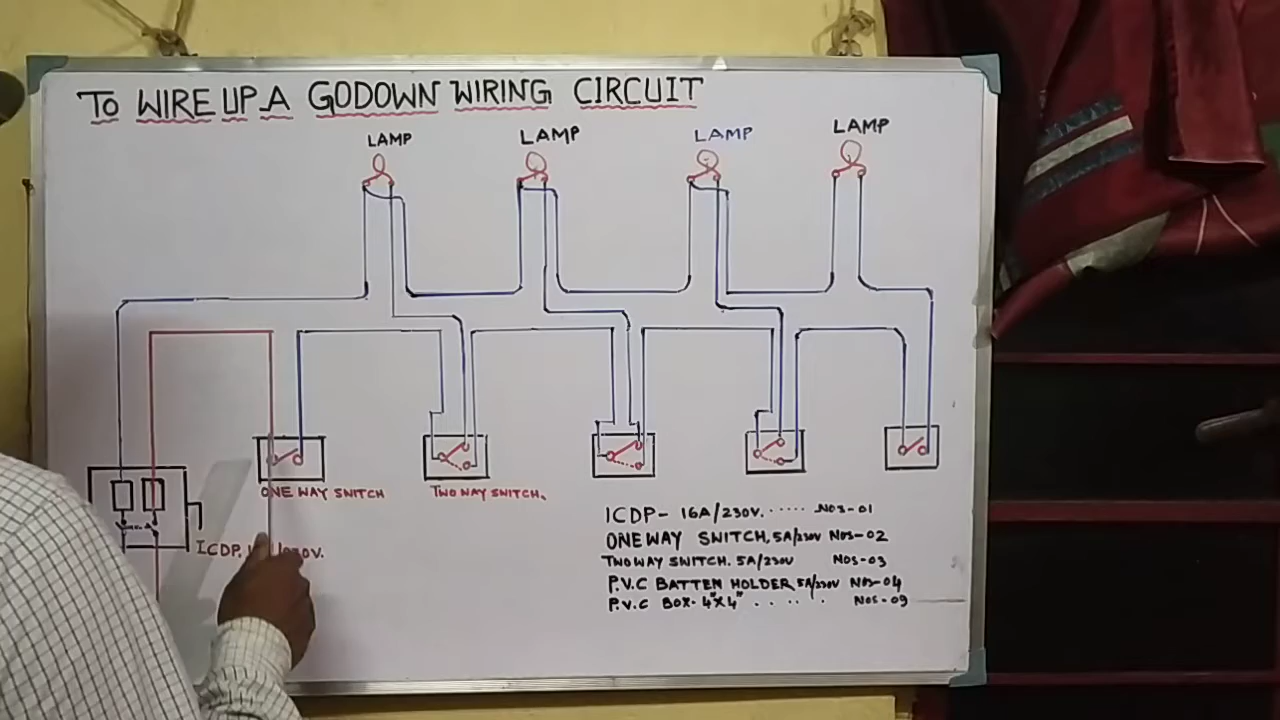 TO WIRE UP A GODOWN WIRING CIRCUIT
LAMP
LAMP
LAMP
LAMP
ONE WAY SWITCH
TWO WAY SWITCH.
ICDP.
ICDP- 16A/230V. ..... NOS-01
ONE WAY SWITCH, 5A/230V NOS-02
TWO WAY SWITCH. 5A/230V NOS-03
P.V.C BATTEN HOLDER 5A/230V NOS-04
P.V.C BOX- 4"X4" . . .. . NOS-09